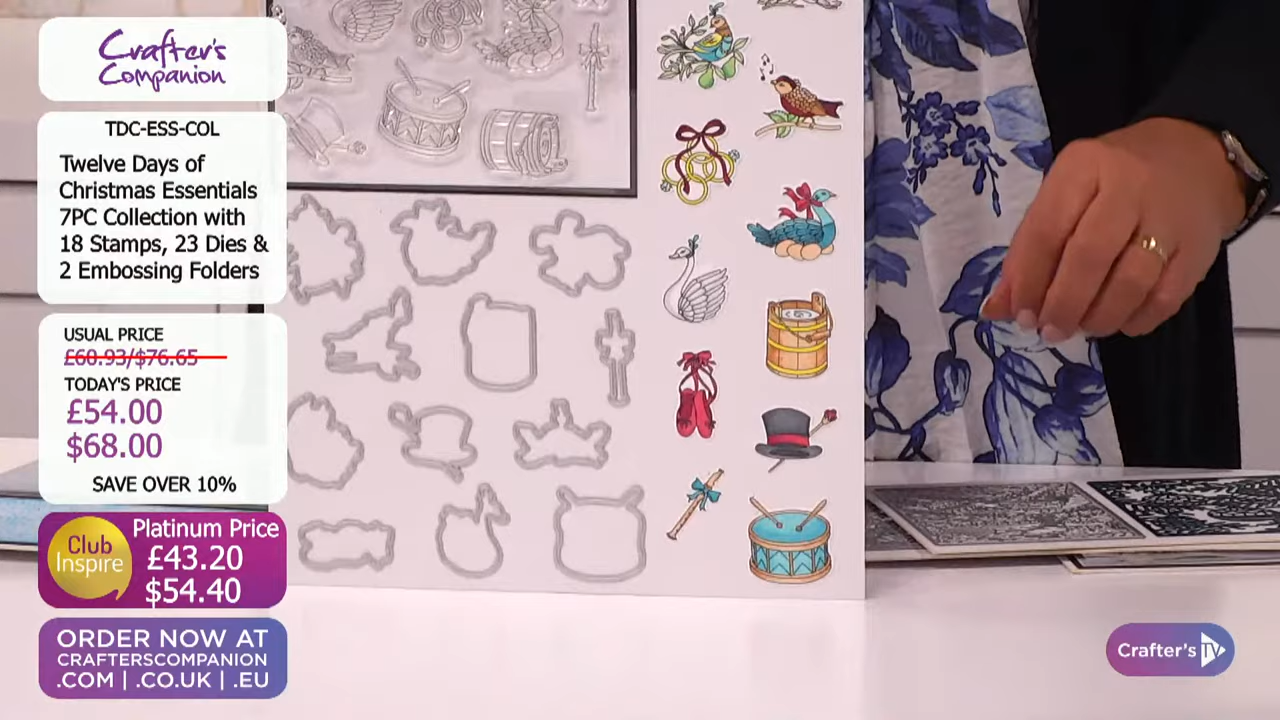 Crafter's
Companion
TDC-ESS-COL
Twelve Days of
Christmas Essentials
7PC Collection with
18 Stamps, 23 Dies &
2 Embossing Folders
USUAL PRICE
£60.93/$76.65
TODAY'S PRICE
£54.00
$68.00
SAVE OVER 10%
Club
Inspire
Platinum Price
£43.20
$54.40
ORDER NOW AT
CRAFTERSCOMPANION
.COM | .CO.UK | .EU
Crafter's TV